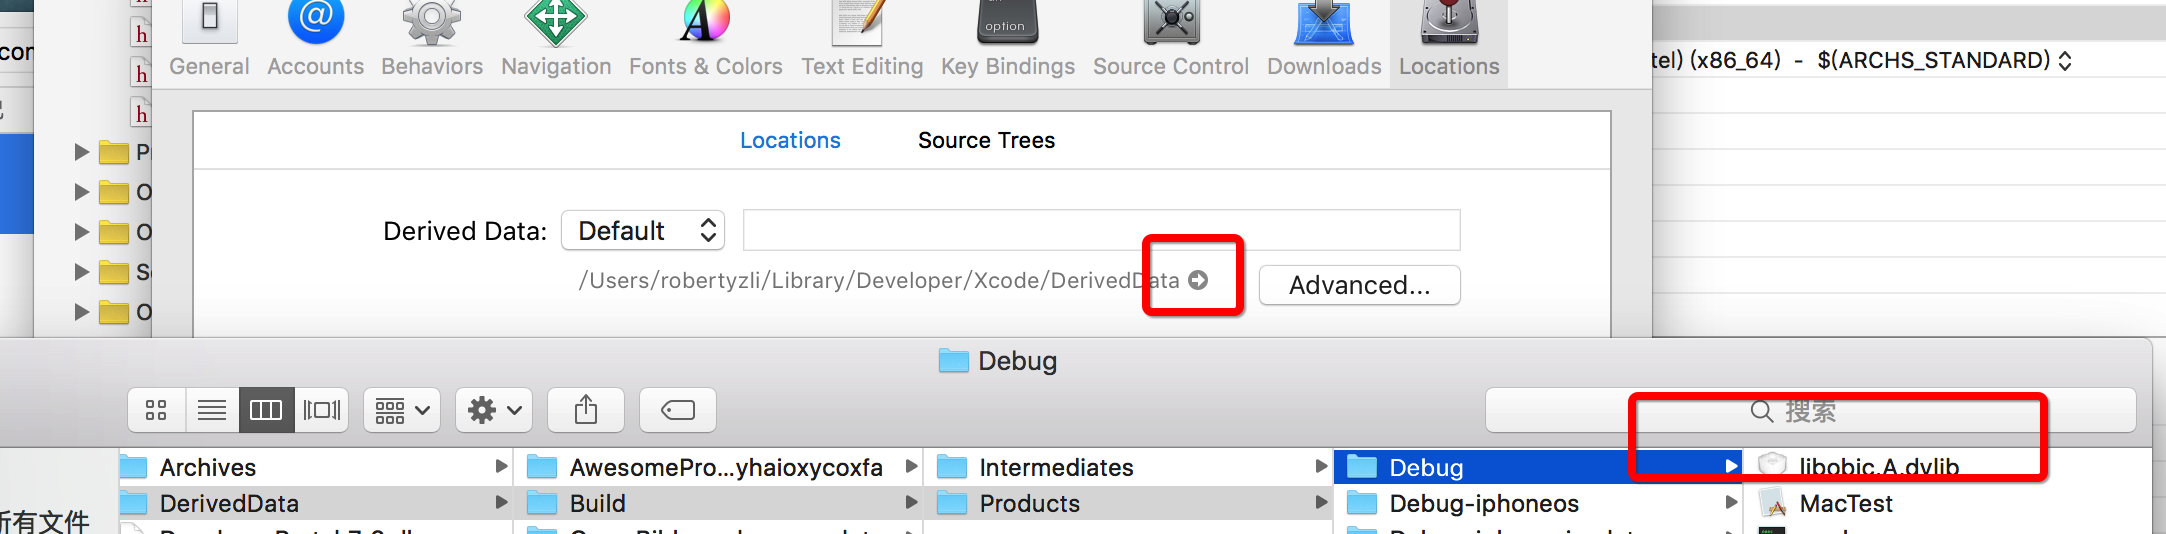 option
General Accounts Behaviors Navigation Fonts & Colors Text Editing Key Bindings Source Control Downloads Locations
tel) (x86_64) - $(ARCHS_STANDARD)
con
h
h
h
Locations Source Trees
Derived Data: Default
/Users/robertyzli/Library/Developer/Xcode/DerivedData
Advanced...
P
O
O
S
O
Debug
搜索
Archives AwesomePro...yhaioxycoxfa Intermediates Debug libobjc.A.dylib
DerivedData Build Products Debug-iphoneos MacTest
所有文件